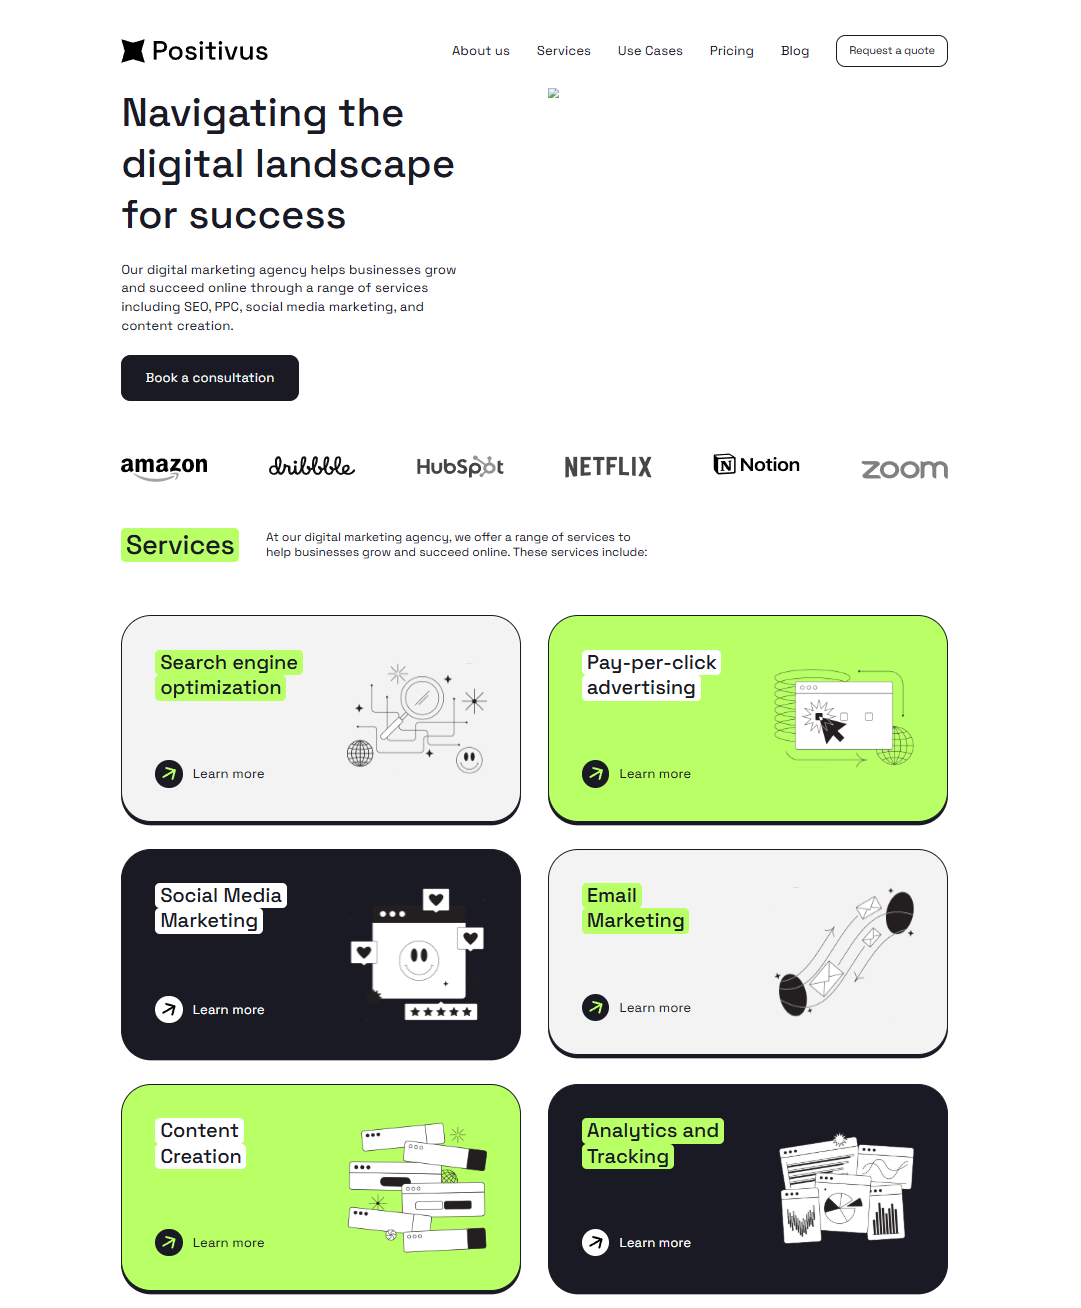 Positivus
About us
Services
Use Cases
Pricing
Blog
Request a quote
Navigating the
digital landscape
for success
Our digital marketing agency helps businesses grow
and succeed online through a range of services
including SEO, PPC, social media marketing, and
content creation.
Book a consultation
amazon
dribbble
HubSpot
NETFLIX
Notion
zoom
Services
At our digital marketing agency, we offer a range of services to
help businesses grow and succeed online. These services include:
Search engine
optimization
Learn more
Pay-per-click
advertising
Learn more
Social Media
Marketing
Learn more
Email
Marketing
Learn more
Content
Creation
Learn more
Analytics and
Tracking
Learn more